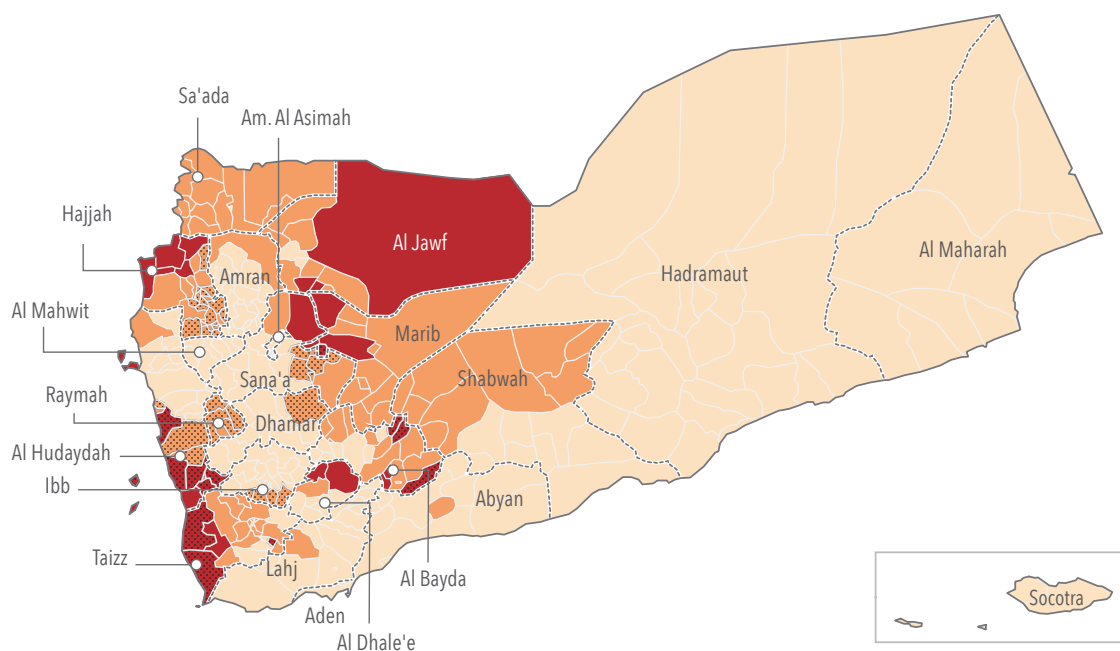 Sa'ada
Am. Al Asimah
Hajjah
Al Jawf
Al Maharah
Amran
Hadramaut
Al Mahwit
Marib
Sana'a
Shabwah
Raymah
Dhamar
Al Hudaydah
Ibb
Abyan
Taizz
Lahj
Al Bayda
Socotra
Aden
Al Dhale'e